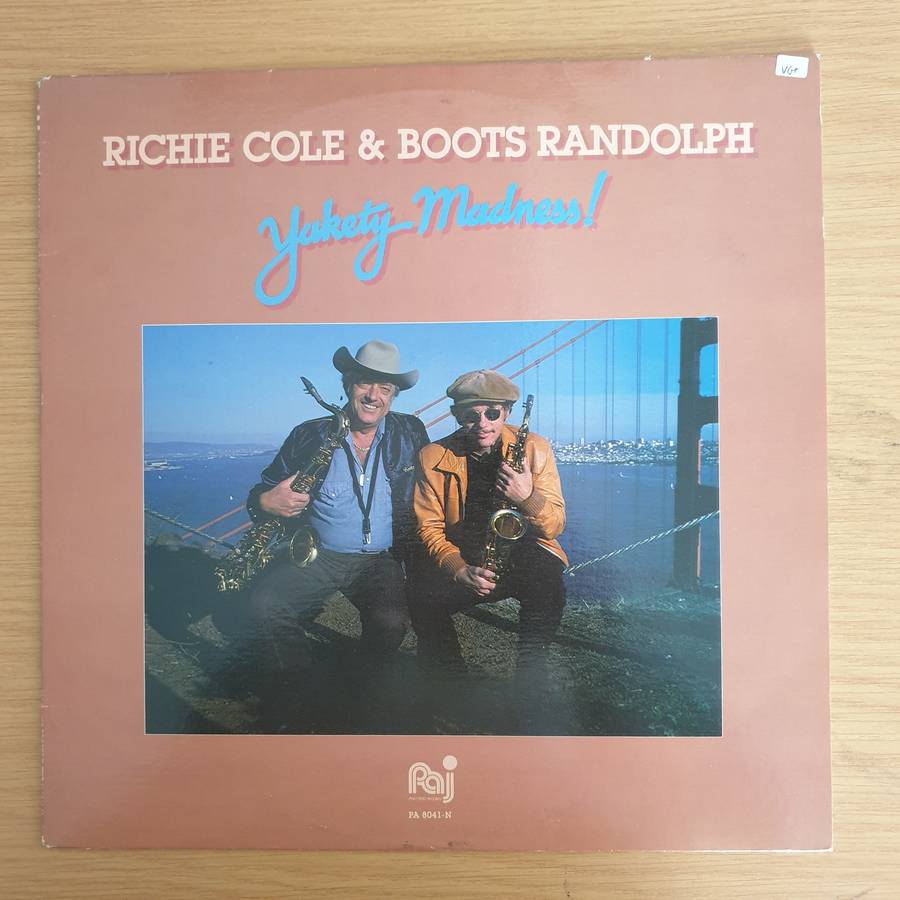 VG+
RICHIE COLE & BOOTS RANDOLPH
Yakety Madness!
Paj
PA 8041-N